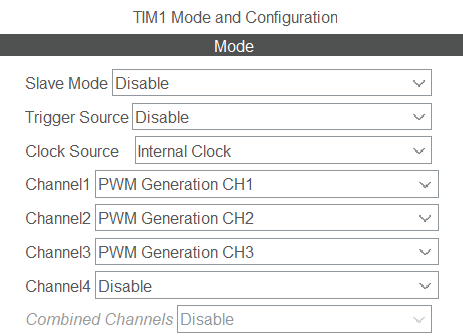 TIM1 Mode and Configuration
Mode
Slave Mode Disable
Trigger Source Disable
Clock Source Internal Clock
Channel1 PWM Generation CH1
Channel2 PWM Generation CH2
Channel3 PWM Generation CH3
Channel4 Disable
Combined Channels Disable